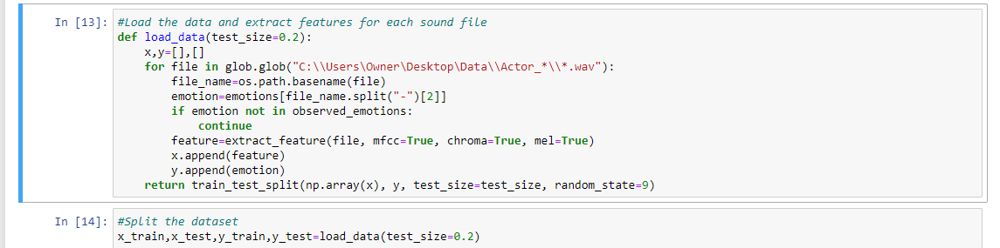 In [13]: #Load the data and extract features for each sound file
def load_data(test_size=0.2):
    x,y=[],[]
    for file in glob.glob("C:\\Users\Owner\Desktop\Data\\Actor_*\\*.wav"):
        file_name=os.path.basename(file)
        emotion=emotions[file_name.split("-")[2]]
        if emotion not in observed_emotions:
            continue
        feature=extract_feature(file, mfcc=True, chroma=True, mel=True)
        x.append(feature)
        y.append(emotion)
    return train_test_split(np.array(x), y, test_size=test_size, random_state=9)
In [14]: #Split the dataset
x_train,x_test,y_train,y_test=load_data(test_size=0.2)